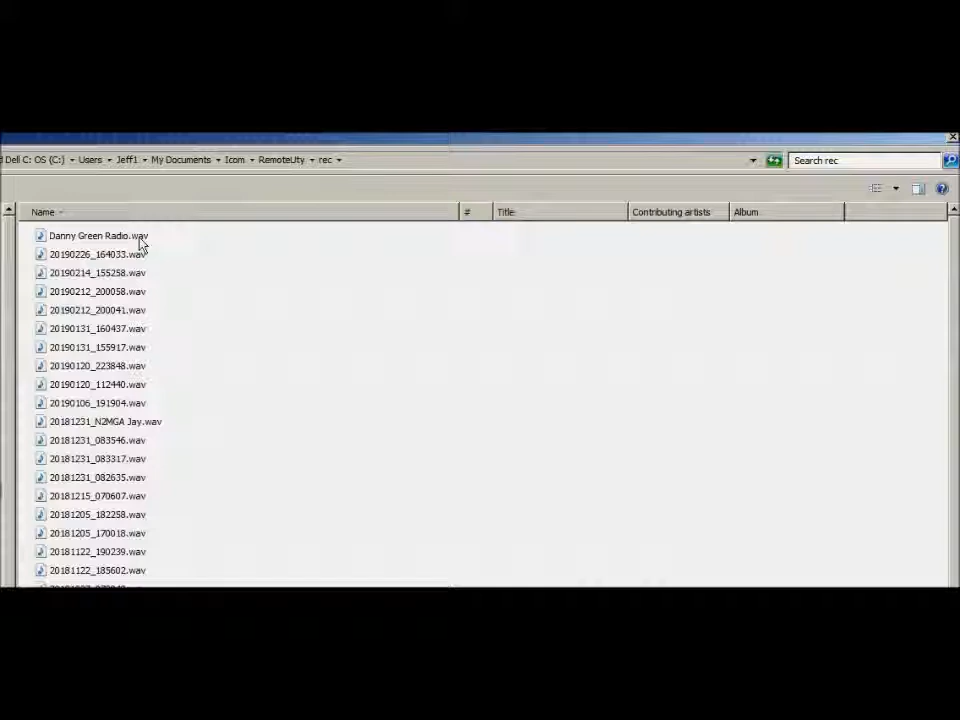 d Dell C: OS (C:) Users Jeff1 My Documents Icom RemoteUty rec Search rec
Name # Title Contributing artists Album
Danny Green Radio.wav
20190226_164033.wav
20190214_155258.wav
20190212_200058.wav
20190212_200041.wav
20190131_160437.wav
20190131_155917.wav
20190120_223848.wav
20190120_112440.wav
20190106_191904.wav
20181231_N2MGA Jay.wav
20181231_083546.wav
20181231_083317.wav
20181231_082635.wav
20181215_070607.wav
20181205_182258.wav
20181205_170018.wav
20181122_190239.wav
20181122_185602.wav